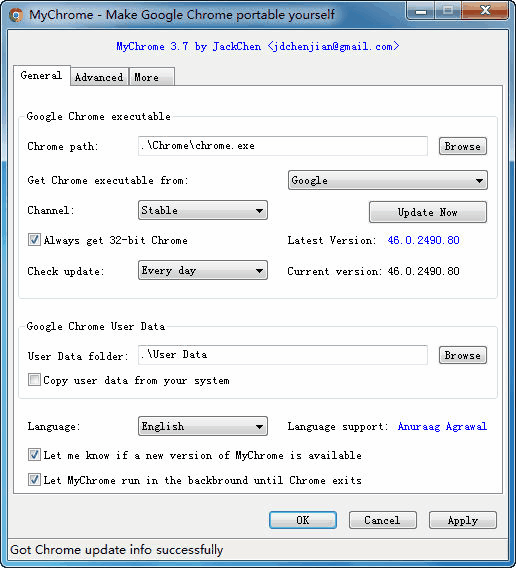 MyChrome - Make Google Chrome portable yourself
MyChrome 3.7 by JackChen <jdchenjian@gmail.com>
General Advanced More
Google Chrome executable
Chrome path: .\Chrome\chrome.exe Browse
Get Chrome executable from: Google
Channel: Stable Update Now
Always get 32-bit Chrome Latest Version: 46.0.2490.80
Check update: Every day Current version: 46.0.2490.80
Google Chrome User Data
User Data folder: .\User Data Browse
Copy user data from your system
Language: English Language support: Anuraag Agrawal
Let me know if a new version of MyChrome is available
Let MyChrome run in the backbround until Chrome exits
OK Cancel Apply
Got Chrome update info successfully